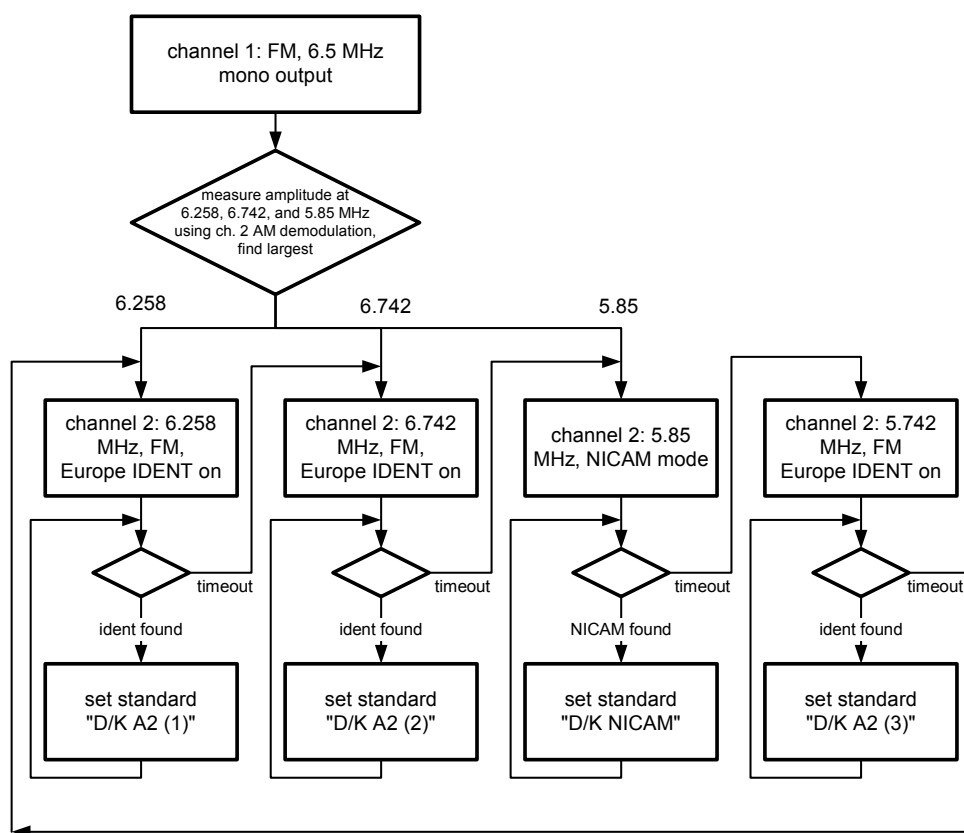 channel 1: FM, 6.5 MHz
mono output
measure amplitude at
6.258, 6.742, and 5.85 MHz
using ch. 2 AM demodulation,
find largest
6.258
6.742
5.85
channel 2: 6.258
MHz, FM,
Europe IDENT on
channel 2: 6.742
MHz, FM,
Europe IDENT on
channel 2: 5.85
MHz, NICAM mode
channel 2: 5.742
MHz, FM
Europe IDENT on
timeout
timeout
timeout
timeout
ident found
ident found
NICAM found
ident found
set standard
"D/K A2 (1)"
set standard
"D/K A2 (2)"
set standard
"D/K NICAM"
set standard
"D/K A2 (3)"